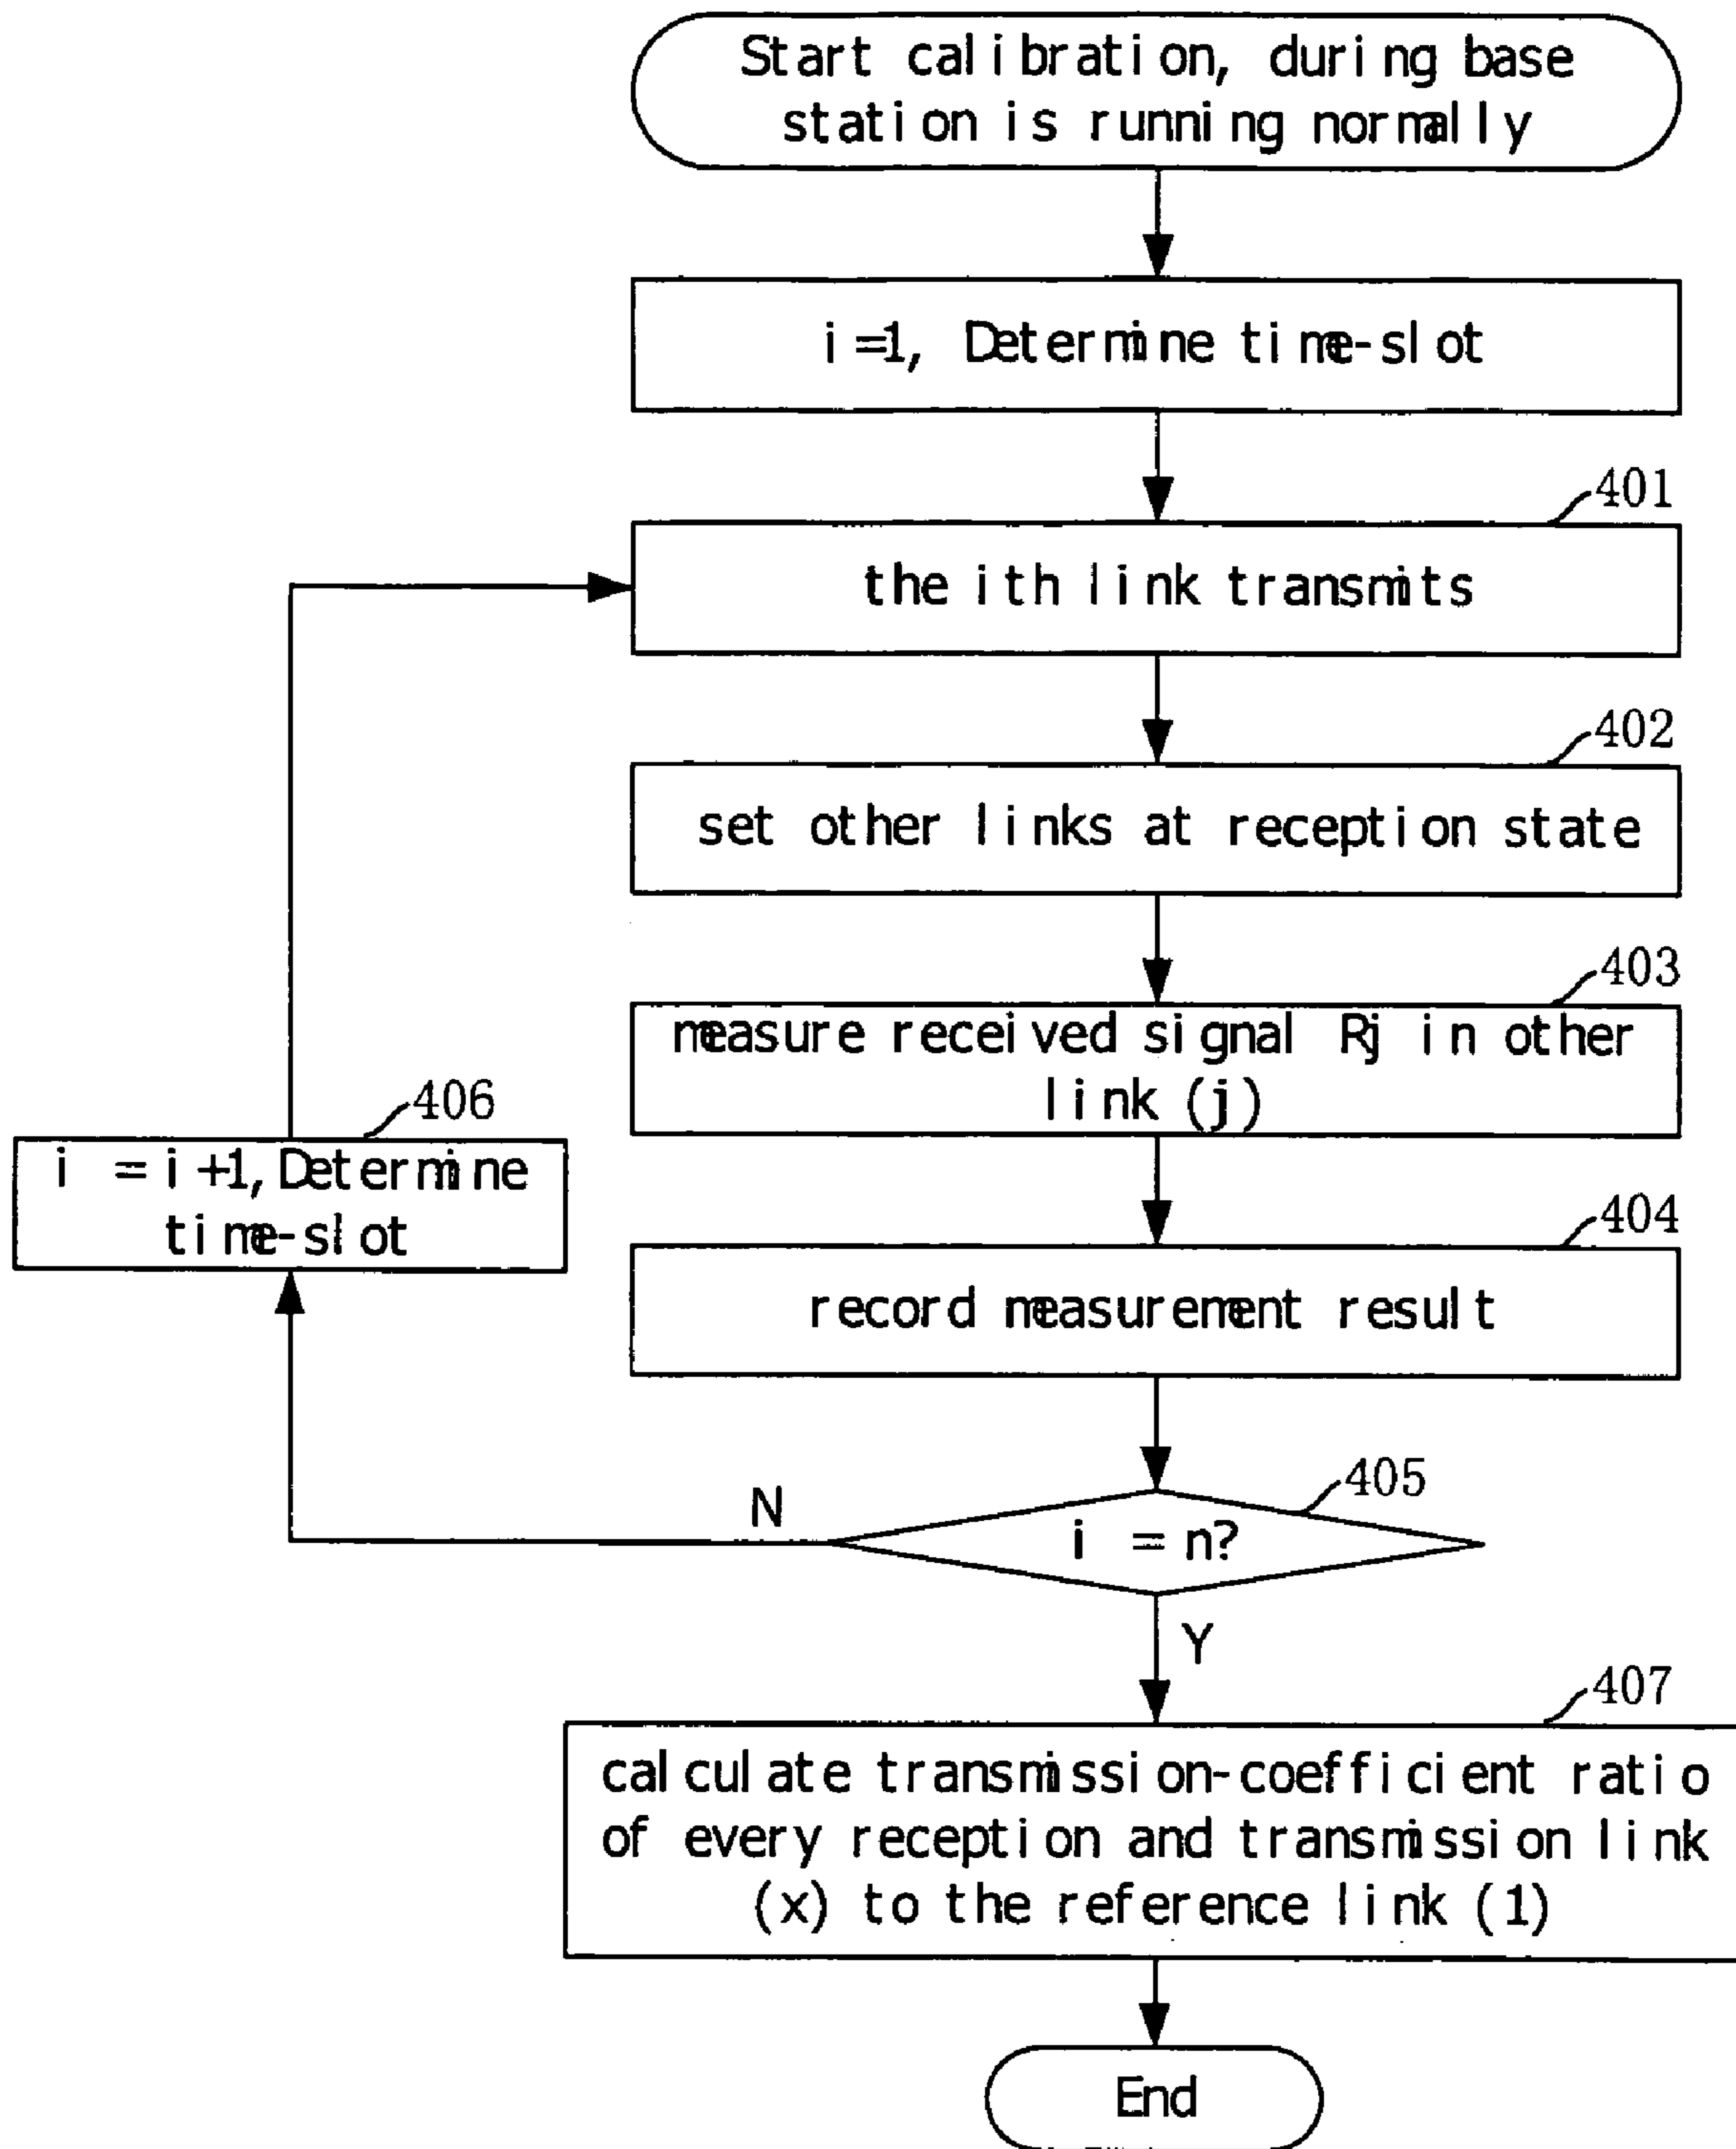 Start calibration, during base
station is running normally
i=1, Determine time-slot
401
the ith link transmits
402
set other links at reception state
403
measure received signal Rj in other
link (j)
406
i = i+1, Determine
time-slot
404
record measurement result
405
N
i = n?
Y
407
calculate transmission-coefficient ratio
of every reception and transmission link
(x) to the reference link (1)
End